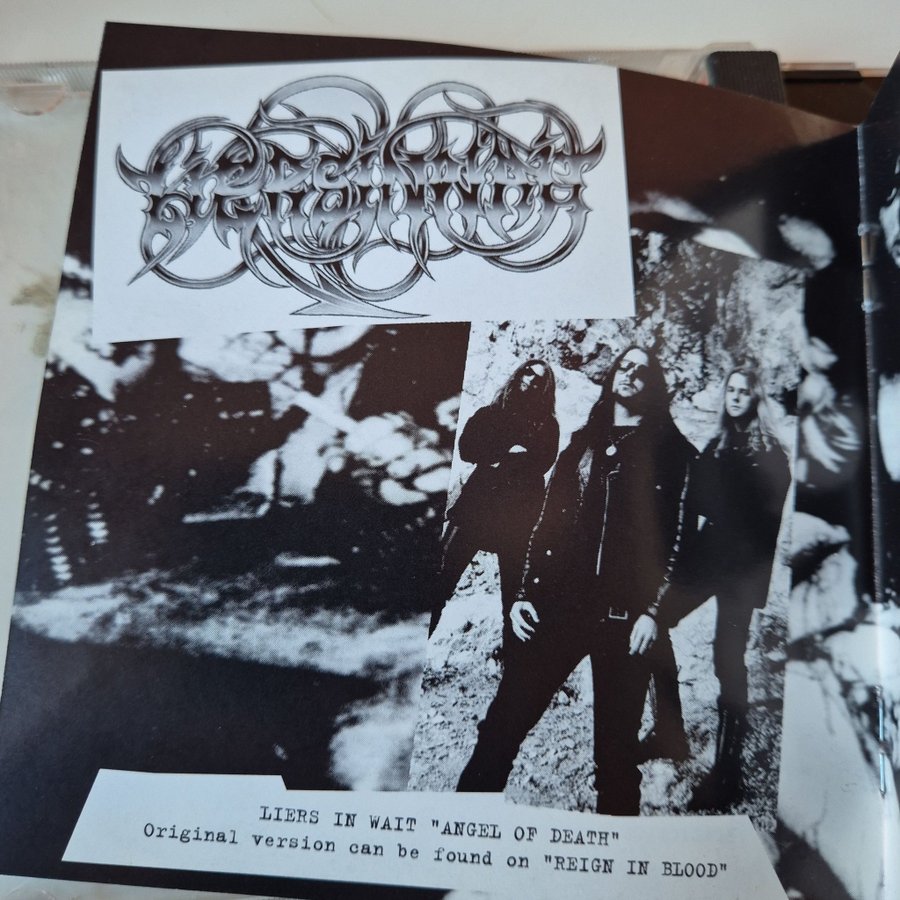 LIERS IN WAIT "ANGEL OF DEATH"
Original version can be found on "REIGN IN BLOOD"